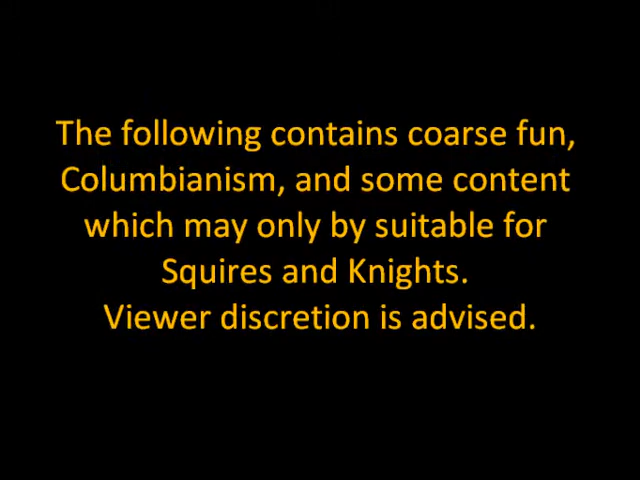 The following contains coarse fun,
Columbianism, and some content
which may only by suitable for
Squires and Knights.
Viewer discretion is advised.